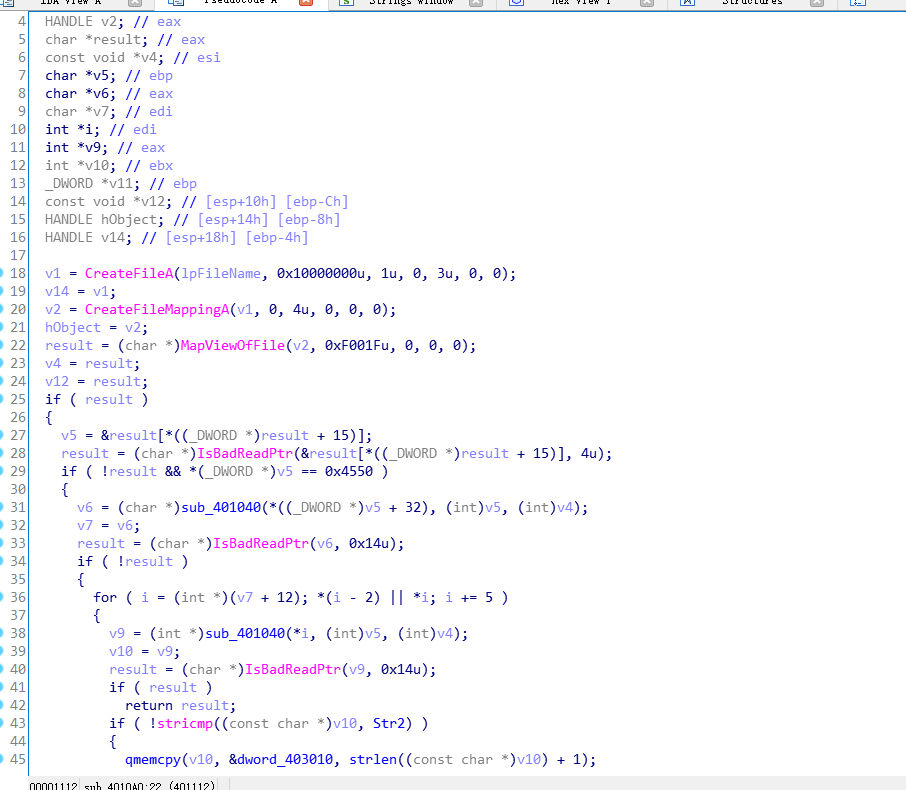 IDA View A Pseudocode A Strings window Hex View 1 Structures
4 HANDLE v2; // eax
5 char *result; // eax
6 const void *v4; // esi
7 char *v5; // ebp
8 char *v6; // eax
9 char *v7; // edi
10 int *i; // edi
11 int *v9; // eax
12 int *v10; // ebx
13 _DWORD *v11; // ebp
14 const void *v12; // [esp+10h] [ebp-Ch]
15 HANDLE hObject; // [esp+14h] [ebp-8h]
16 HANDLE v14; // [esp+18h] [ebp-4h]
17
18 v1 = CreateFileA(lpFileName, 0x10000000u, 1u, 0, 3u, 0, 0);
19 v14 = v1;
20 v2 = CreateFileMappingA(v1, 0, 4u, 0, 0, 0);
21 hObject = v2;
22 result = (char *)MapViewOfFile(v2, 0xF001Fu, 0, 0, 0);
23 v4 = result;
24 v12 = result;
25 if ( result )
26 {
27 v5 = &result[*((_DWORD *)result + 15)];
28 result = (char *)IsBadReadPtr(&result[*((_DWORD *)result + 15)], 4u);
29 if ( !result && *(_DWORD *)v5 == 0x4550 )
30 {
31 v6 = (char *)sub_401040(*((_DWORD *)v5 + 32), (int)v5, (int)v4);
32 v7 = v6;
33 result = (char *)IsBadReadPtr(v6, 0x14u);
34 if ( !result )
35 {
36 for ( i = (int *)(v7 + 12); *(i - 2) || *i; i += 5 )
37 {
38 v9 = (int *)sub_401040(*i, (int)v5, (int)v4);
39 v10 = v9;
40 result = (char *)IsBadReadPtr(v9, 0x14u);
41 if ( result )
42 return result;
43 if ( !stricmp((const char *)v10, Str2) )
44 {
45 qmemcpy(v10, &dword_403010, strlen((const char *)v10) + 1);
00001112 sub_4010A0:22 (401112)